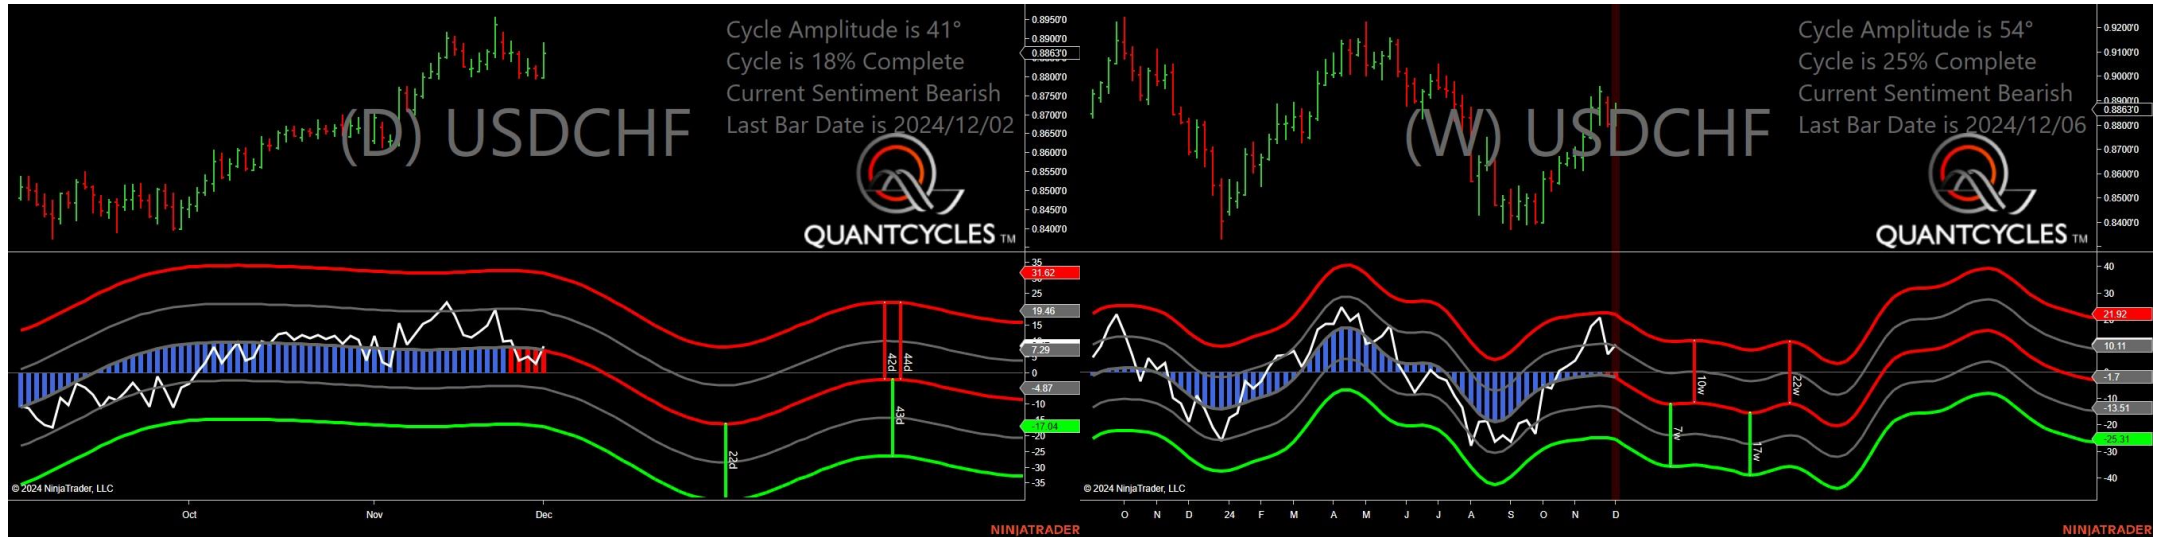 Cycle Amplitude is 41°
Cycle is 18% Complete
Current Sentiment Bearish
Last Bar Date is 2024/12/02
(D) USDCHF
QUANTCYCLES TM
0.8950'0
0.8900'0
0.8863'0
0.8800'0
0.8750'0
0.8700'0
0.8650'0
0.8600'0
0.8550'0
0.8500'0
0.8450'0
0.8400'0
35
31.62
25
19.46
15
7.29
5
0
-4.87
-10
-15
-17.04
-20
-25
-30
-35
22d
42d
44d
43d
© 2024 NinjaTrader, LLC
Oct
Nov
Dec
NINJATRADER
Cycle Amplitude is 54°
Cycle is 25% Complete
Current Sentiment Bearish
Last Bar Date is 2024/12/06
(W) USDCHF
QUANTCYCLES TM
0.9200'0
0.9100'0
0.9000'0
0.8900'0
0.8863'0
0.8800'0
0.8700'0
0.8600'0
0.8500'0
0.8400'0
40
30
21.92
20
10.11
-1.7
-10
-13.51
-20
-25.31
-30
-40
7w
10w
17w
22w
© 2024 NinjaTrader, LLC
O
N
D
24
F
M
A
M
J
J
A
S
O
N
D
NINJATRADER